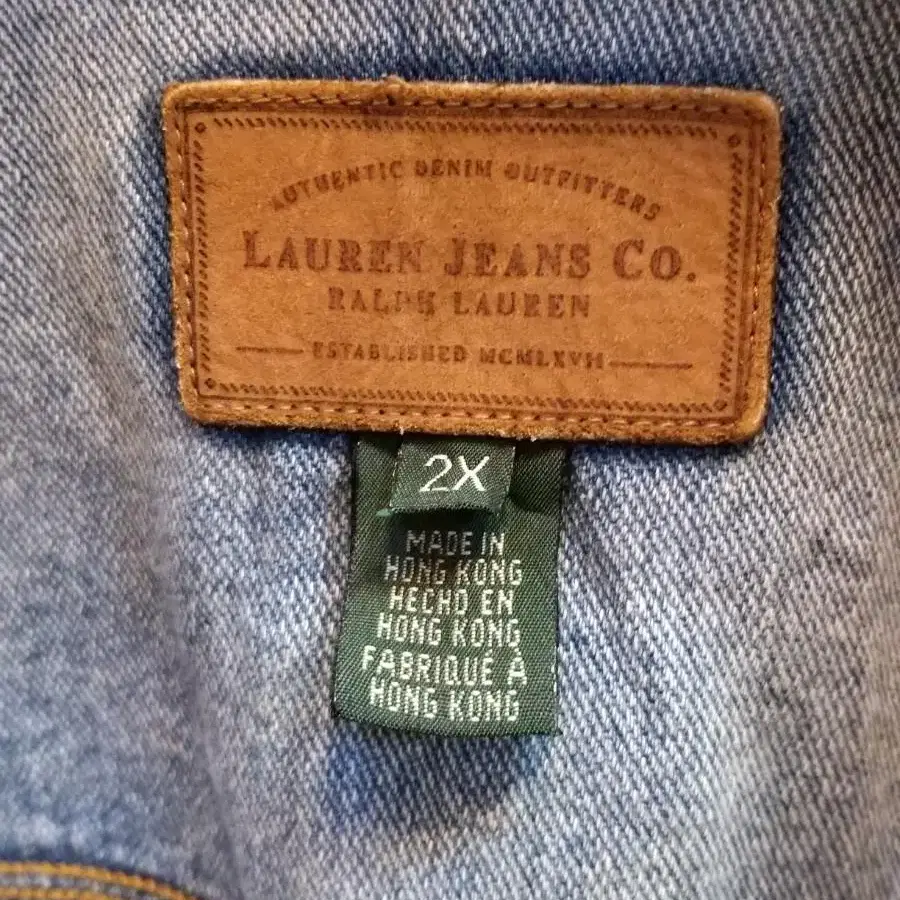 AUTHENTIC DENIM OUTFITTERS
LAUREN JEANS CO.
RALPH LAUREN
ESTABLISHED MCMLXVII
2X
MADE IN
HONG KONG
HECHO EN
HONG KONG
FABRIQUÉ À
HONG KONG